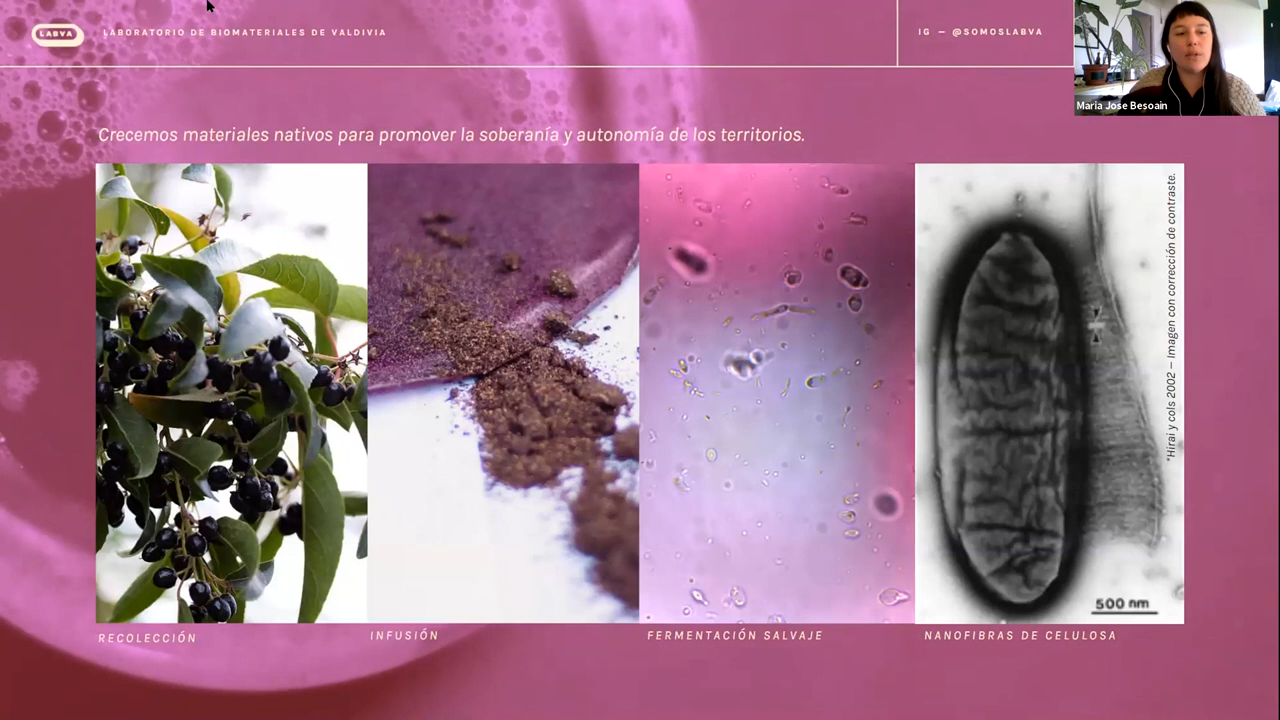 LABVA
LABORATORIO DE BIOMATERIALES DE VALDIVIA
IG — @SOMOSLABVA
Maria Jose Besoain
Crecemos materiales nativos para promover la soberanía y autonomía de los territorios.
*Hirai y cols 2002 — Imagen con corrección de contraste.
500 nm
RECOLECCIÓN
INFUSIÓN
FERMENTACIÓN SALVAJE
NANOFIBRAS DE CELULOSA